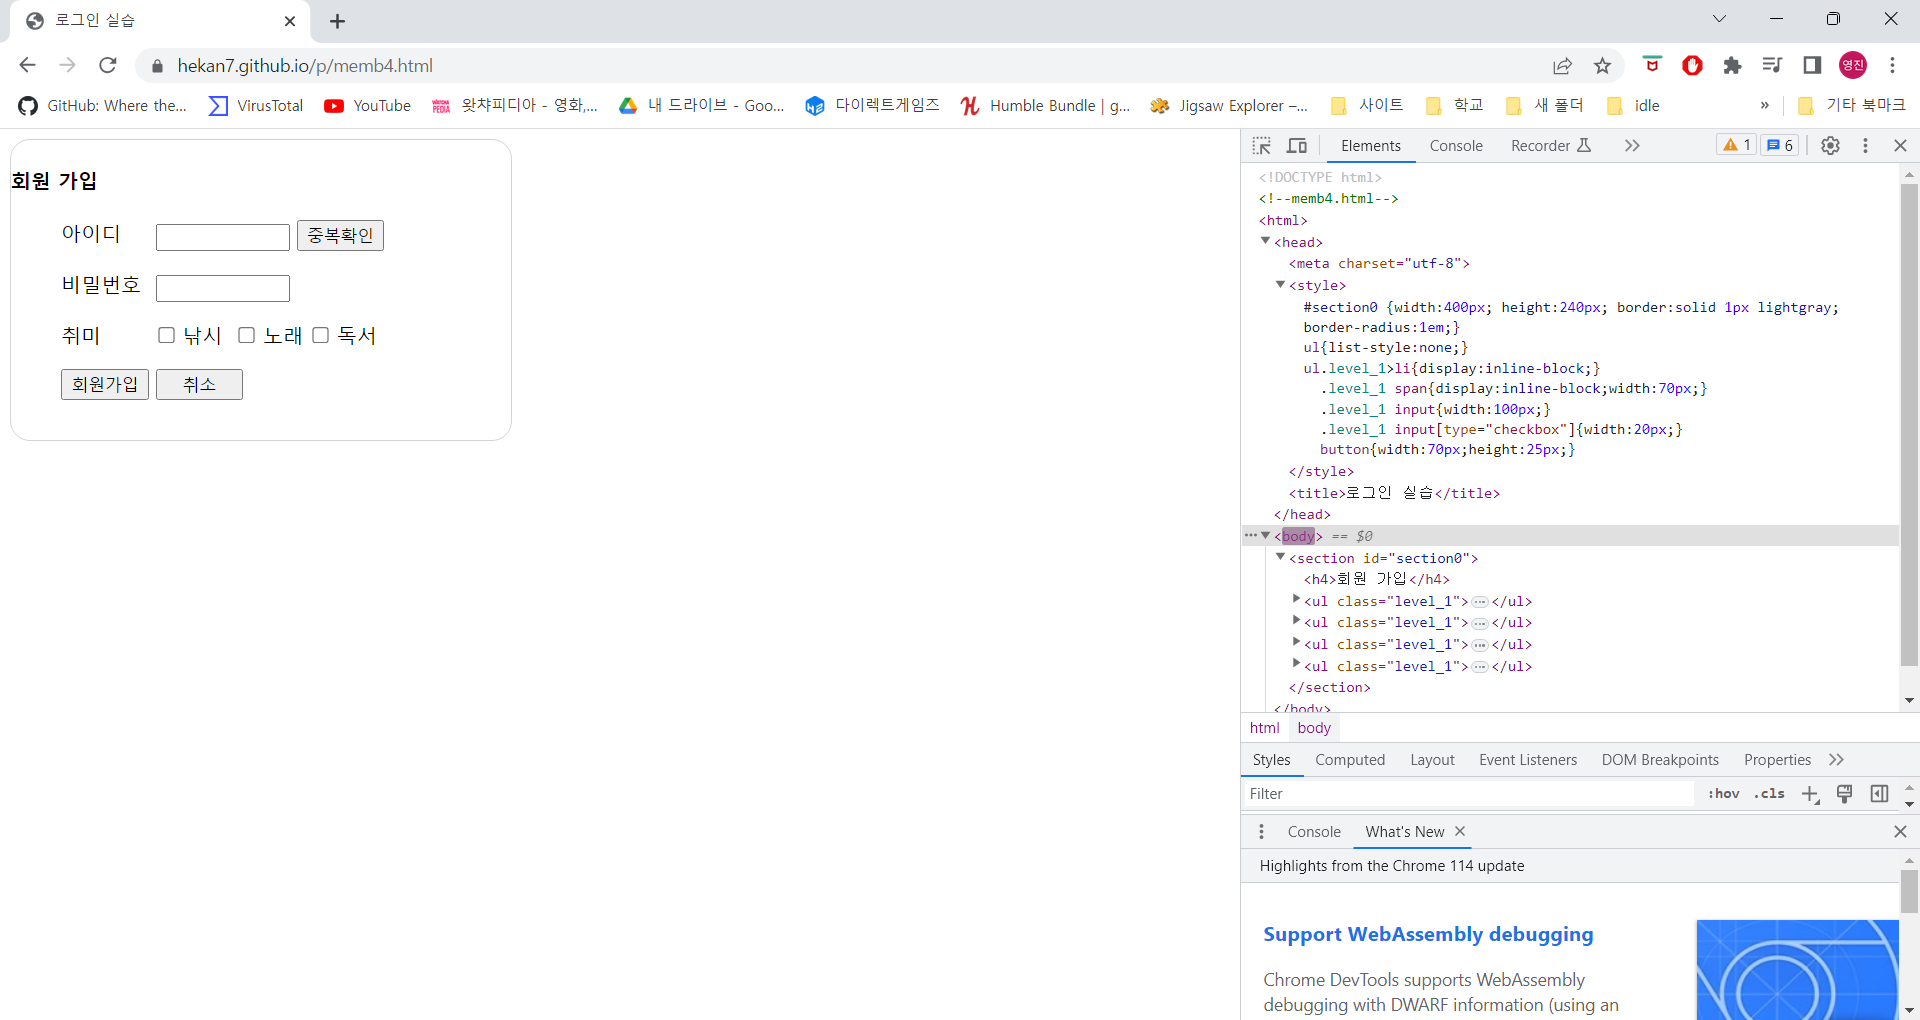 로그인 실습
hekan7.github.io/p/memb4.html
영진
GitHub: Where the...
VirusTotal
YouTube
WATCHA PEDIA
왓챠피디아 - 영화,...
내 드라이브 - Goo...
다이렉트게임즈
Humble Bundle | g...
Jigsaw Explorer –...
사이트
학교
새 폴더
idle
»
기타 북마크
회원 가입
아이디 중복확인
비밀번호
취미 낚시 노래 독서
회원가입 취소
Elements Console Recorder 1 6
<!DOCTYPE html>
<!--memb4.html-->
<html>
<head>
<meta charset="utf-8">
<style>
#section0 {width:400px; height:240px; border:solid 1px lightgray;
border-radius:1em;}
ul{list-style:none;}
ul.level_1>li{display:inline-block;}
.level_1 span{display:inline-block;width:70px;}
.level_1 input{width:100px;}
.level_1 input[type="checkbox"]{width:20px;}
button{width:70px;height:25px;}
</style>
<title>로그인 실습</title>
</head>
<body> == $0
<section id="section0">
<h4>회원 가입</h4>
<ul class="level_1">…</ul>
<ul class="level_1">…</ul>
<ul class="level_1">…</ul>
<ul class="level_1">…</ul>
</section>
</body>
html body
Styles Computed Layout Event Listeners DOM Breakpoints Properties
Filter :hov .cls
Console What's New
Highlights from the Chrome 114 update
Support WebAssembly debugging
Chrome DevTools supports WebAssembly
debugging with DWARF information (using an